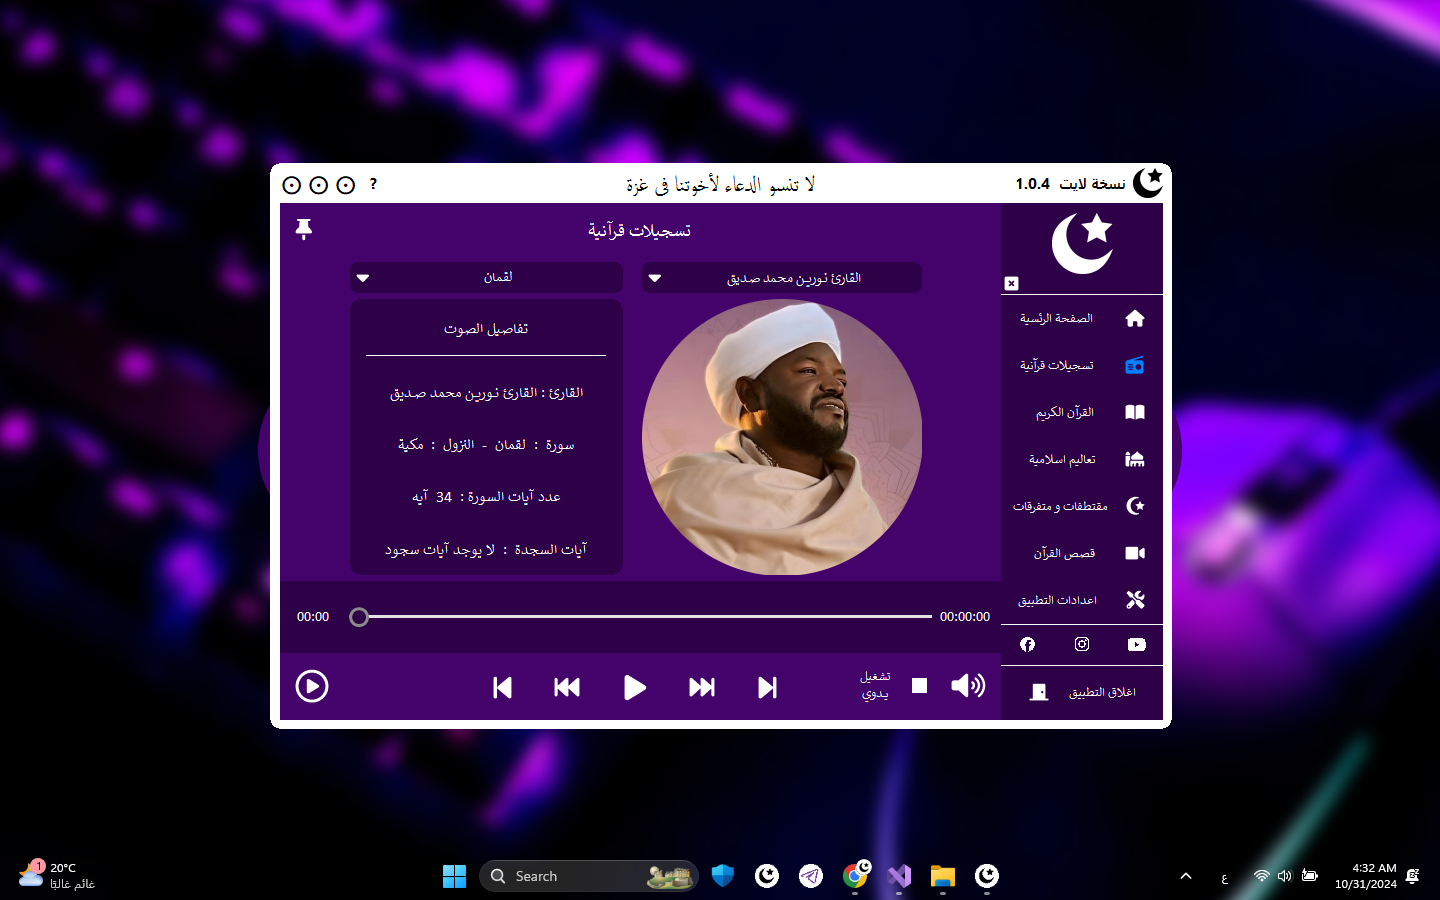 نسخة لايت 1.0.4
لا تنسو الدعاء لأخوتنا في غزة
?
تسجيلات قرآنية
القارئ نورين محمد صديق
لقمان
تفاصيل الصوت
القارئ : القارئ نورين محمد صديق
سورة : لقمان - النزول : مكية
عدد آيات السورة : 34 آيه
آيات السجدة : لا يوجد آيات سجود
الصفحة الرئسية
تسجيلات قرآنية
القرآن الكريم
تعاليم اسلامية
مقتطفات و متفرقات
قصص القرآن
اعدادات التطبيق
اغلاق التطبيق
00:00
00:00:00
تشغيل
يدوي
1
20°C
غائم غالبًا
Search
ع
4:32 AM
10/31/2024